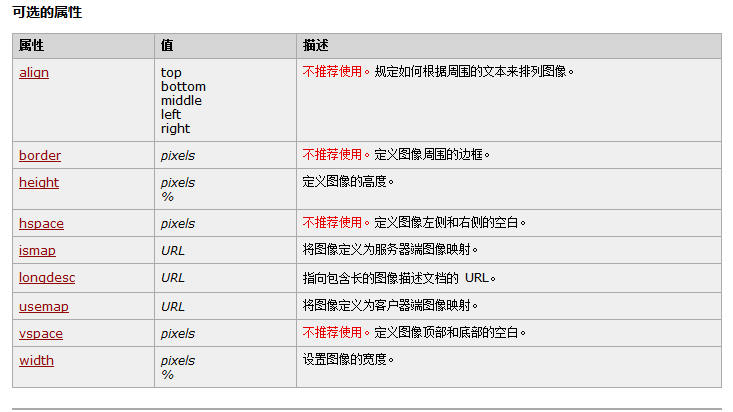 可选的属性
属性 值 描述
align top 不推荐使用。规定如何根据周围的文本来排列图像。
bottom
middle
left
right
border pixels 不推荐使用。定义图像周围的边框。
height pixels 定义图像的高度。
%
hspace pixels 不推荐使用。定义图像左侧和右侧的空白。
ismap URL 将图像定义为服务器端图像映射。
longdesc URL 指向包含长的图像描述文档的 URL。
usemap URL 将图像定义为客户器端图像映射。
vspace pixels 不推荐使用。定义图像顶部和底部的空白。
width pixels 设置图像的宽度。
%